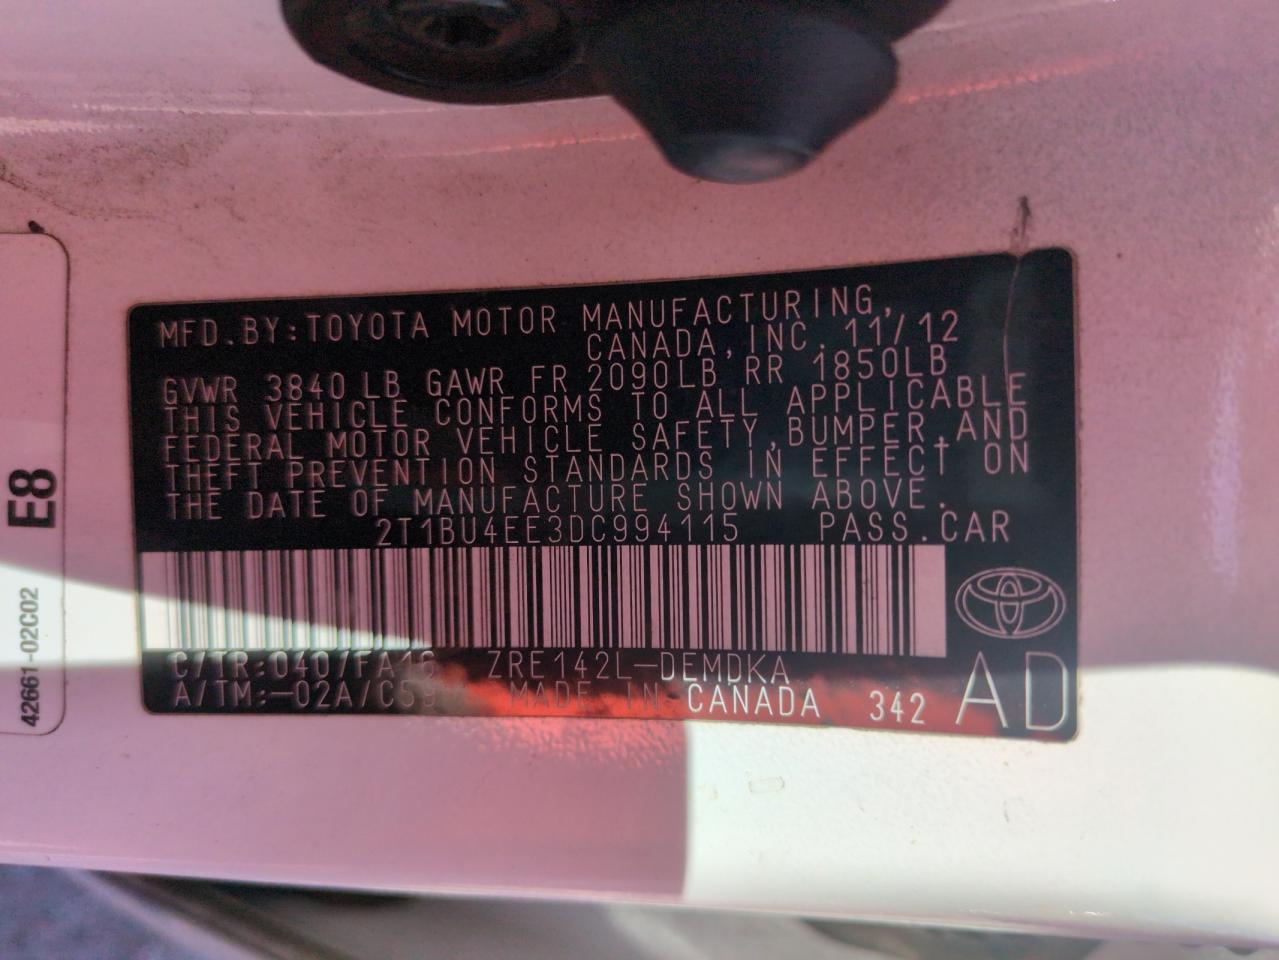 MFD.BY:TOYOTA MOTOR MANUFACTURING,
CANADA, INC. 11/12
GVWR 3840LB GAWR FR 2090LB RR 1850LB
THIS VEHICLE CONFORMS TO ALL APPLICABLE
FEDERAL MOTOR VEHICLE SAFETY,BUMPER,AND
THEFT PREVENTION STANDARDS IN EFFECT ON
THE DATE OF MANUFACTURE SHOWN ABOVE.
2T1BU4EE3DC994115 PASS.CAR
C/TR:040/FA16 ZRE142L-DEMDKA
A/TM:-02A/C59 MADE IN CANADA 342
AD
E8
42661-02C02